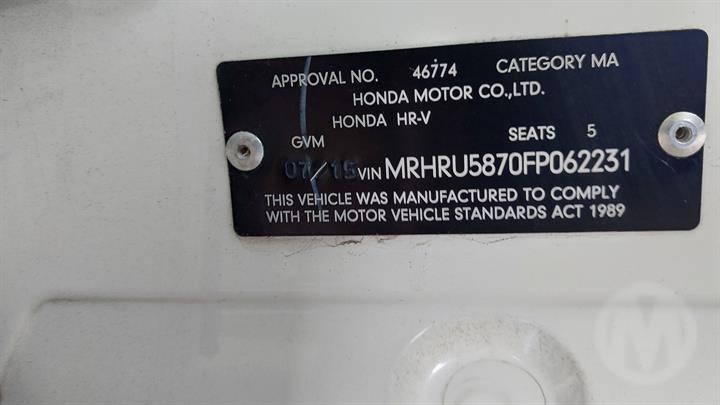 APPROVAL NO. 46774 CATEGORY MA
HONDA MOTOR CO.,LTD.
HONDA HR-V
GVM SEATS 5
07/15 VIN MRHRU5870FP062231
THIS VEHICLE WAS MANUFACTURED TO COMPLY
WITH THE MOTOR VEHICLE STANDARDS ACT 1989
M